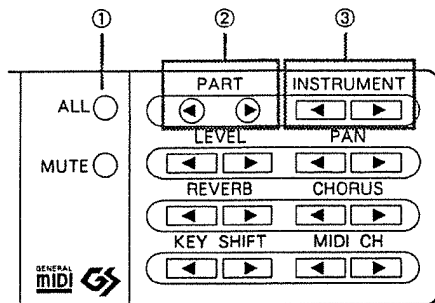 ① ② ③
PART INSTRUMENT
ALL
LEVEL PAN
MUTE
REVERB CHORUS
KEY SHIFT MIDI CH
GENERAL
MIDI GS